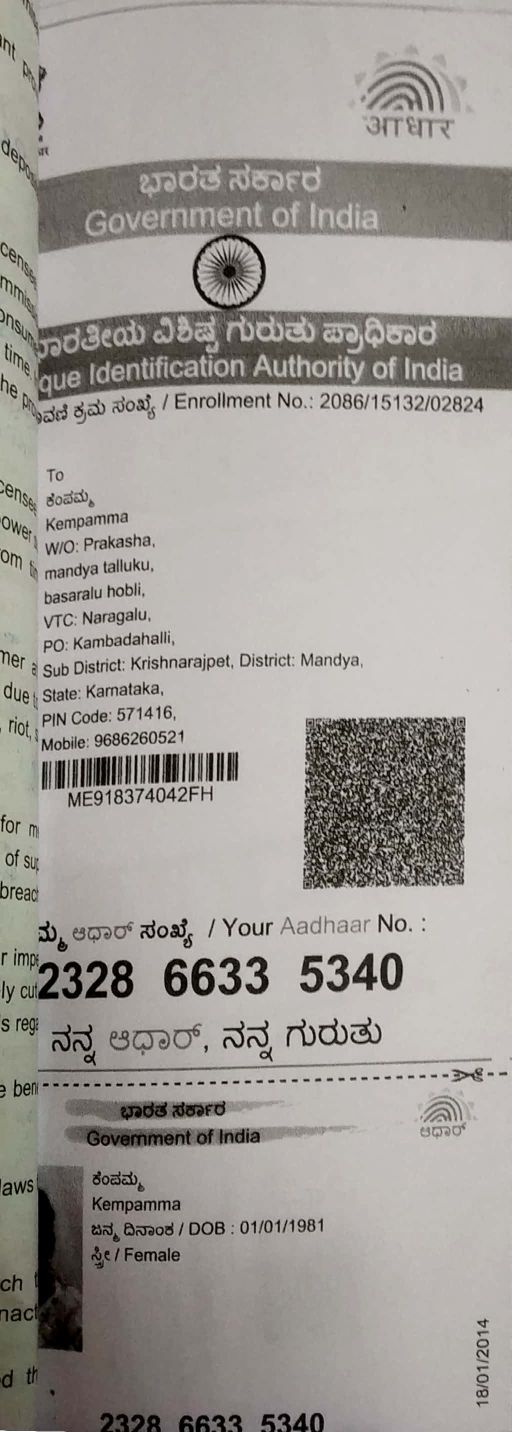 आधार
ಭಾರತ ಸರ್ಕಾರ
Government of India
ಭಾರತೀಯ ವಿಶಿಷ್ಟ ಗುರುತು ಪ್ರಾಧಿಕಾರ
que Identification Authority of India
ಕ್ರಮ ಸಂಖ್ಯೆ / Enrollment No.: 2086/15132/02824
To
ಕೆಂಪಮ್ಮ
Kempamma
W/O: Prakasha,
mandya talluku,
basaralu hobli,
VTC: Naragalu,
PO: Kambadahalli,
Sub District: Krishnarajpet, District: Mandya,
State: Karnataka,
PIN Code: 571416,
Mobile: 9686260521
ME918374042FH
ಮ್ಮ ಆಧಾರ್ ಸಂಖ್ಯೆ / Your Aadhaar No. :
2328 6633 5340
ನನ್ನ ಆಧಾರ್, ನನ್ನ ಗುರುತು
ಭಾರತ ಸರ್ಕಾರ
Government of India
ಆಧಾರ್
ಕೆಂಪಮ್ಮ
Kempamma
ಜನ್ಮ ದಿನಾಂಕ / DOB : 01/01/1981
ಸ್ತ್ರೀ / Female
18/01/2014
2328 6633 5340